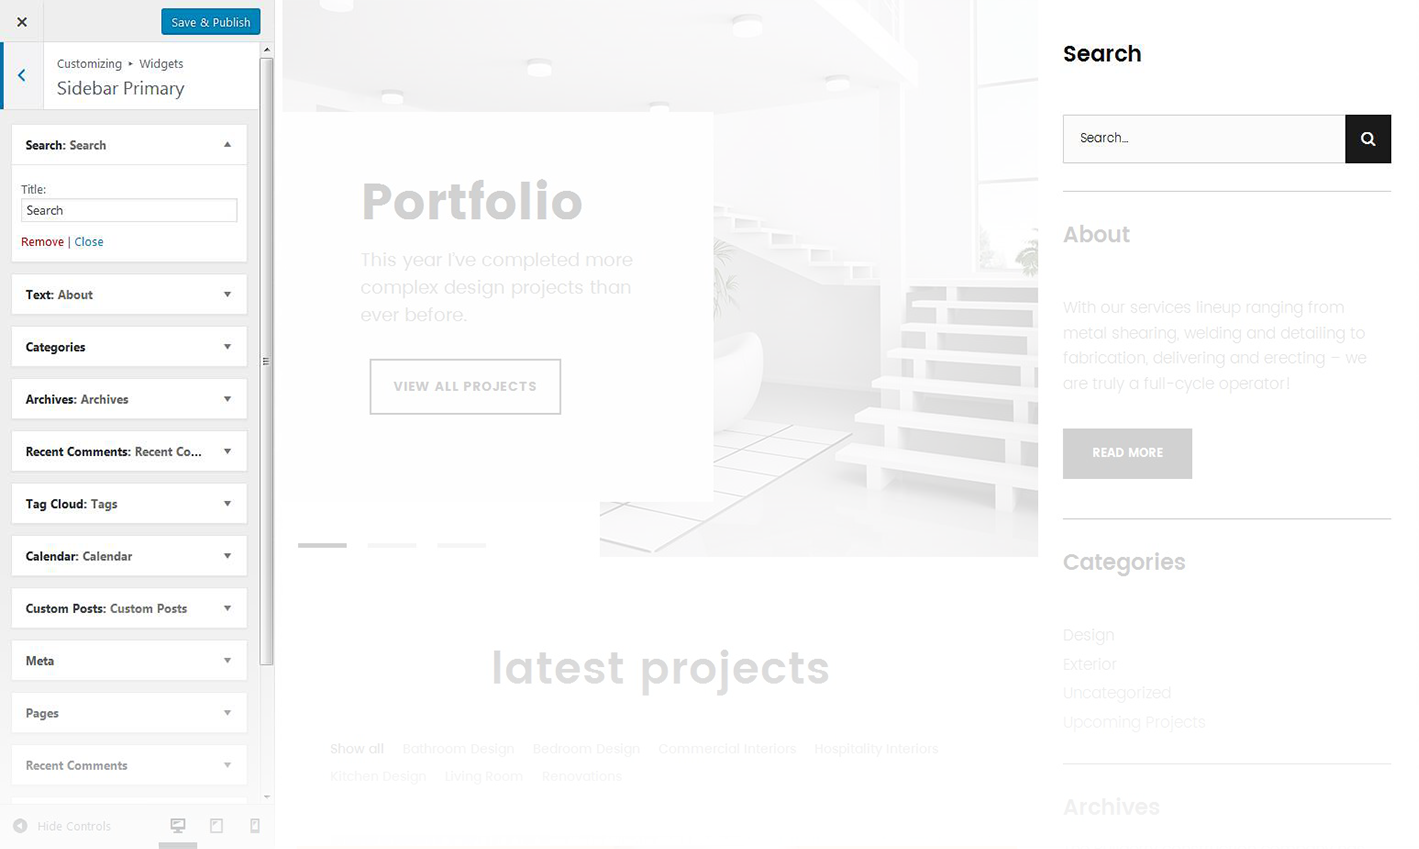 Save & Publish
Customizing ▸ Widgets
Sidebar Primary
Search: Search
Title:
Search
Remove | Close
Text: About
Categories
Archives: Archives
Recent Comments: Recent Co...
Tag Cloud: Tags
Calendar: Calendar
Custom Posts: Custom Posts
Meta
Pages
Recent Comments
Hide Controls
Portfolio
This year I've completed more
complex design projects than
ever before.
VIEW ALL PROJECTS
latest projects
Show all Bathroom Design Bedroom Design Commercial Interiors Hospitality Interiors
Kitchen Design Living Room Renovations
Search
Search...
About
With our services lineup ranging from
metal shearing, welding and detailing to
fabrication, delivering and erecting – we
are truly a full-cycle operator!
READ MORE
Categories
Design
Exterior
Uncategorized
Upcoming Projects
Archives